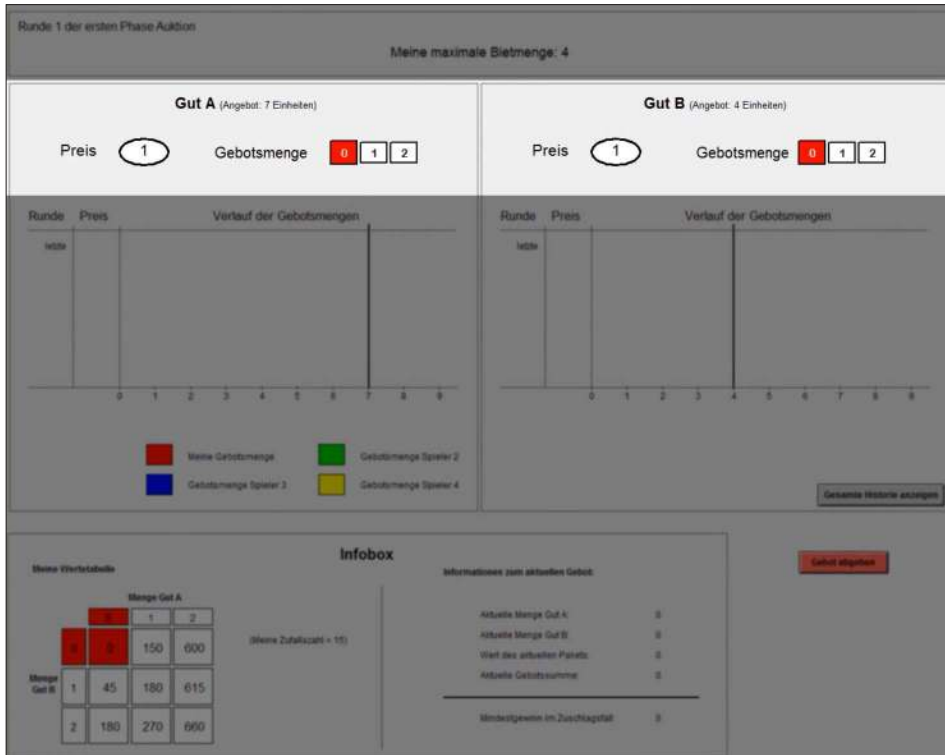 Runde 1 der ersten Phase Auktion
Meine maximale Bietmenge: 4
Gut A (Angebot: 7 Einheiten)
Preis 1 Gebotsmenge 0 1 2
Gut B (Angebot: 4 Einheiten)
Preis 1 Gebotsmenge 0 1 2
Runde Preis Verlauf der Gebotsmengen
letzte
0 1 2 3 4 5 6 7 8 9
Meine Gebotsmenge Gebotsmenge Spieler 2
Gebotsmenge Spieler 3 Gebotsmenge Spieler 4
Runde Preis Verlauf der Gebotsmengen
letzte
0 1 2 3 4 5 6 7 8 9
Gesamte Historie anzeigen
Infobox
Meine Wertetabelle
Menge Gut A
0 1 2
Menge Gut B
0 0 150 600
1 45 180 615
2 180 270 660
(Meine Zufallszahl = 15)
Informationen zum aktuellen Gebot:
Aktuelle Menge Gut A: 0
Aktuelle Menge Gut B: 0
Wert des aktuellen Pakets: 0
Aktuelle Gebotssumme: 0
Mindestgewinn im Zuschlagsfall: 0
Gebot abgeben